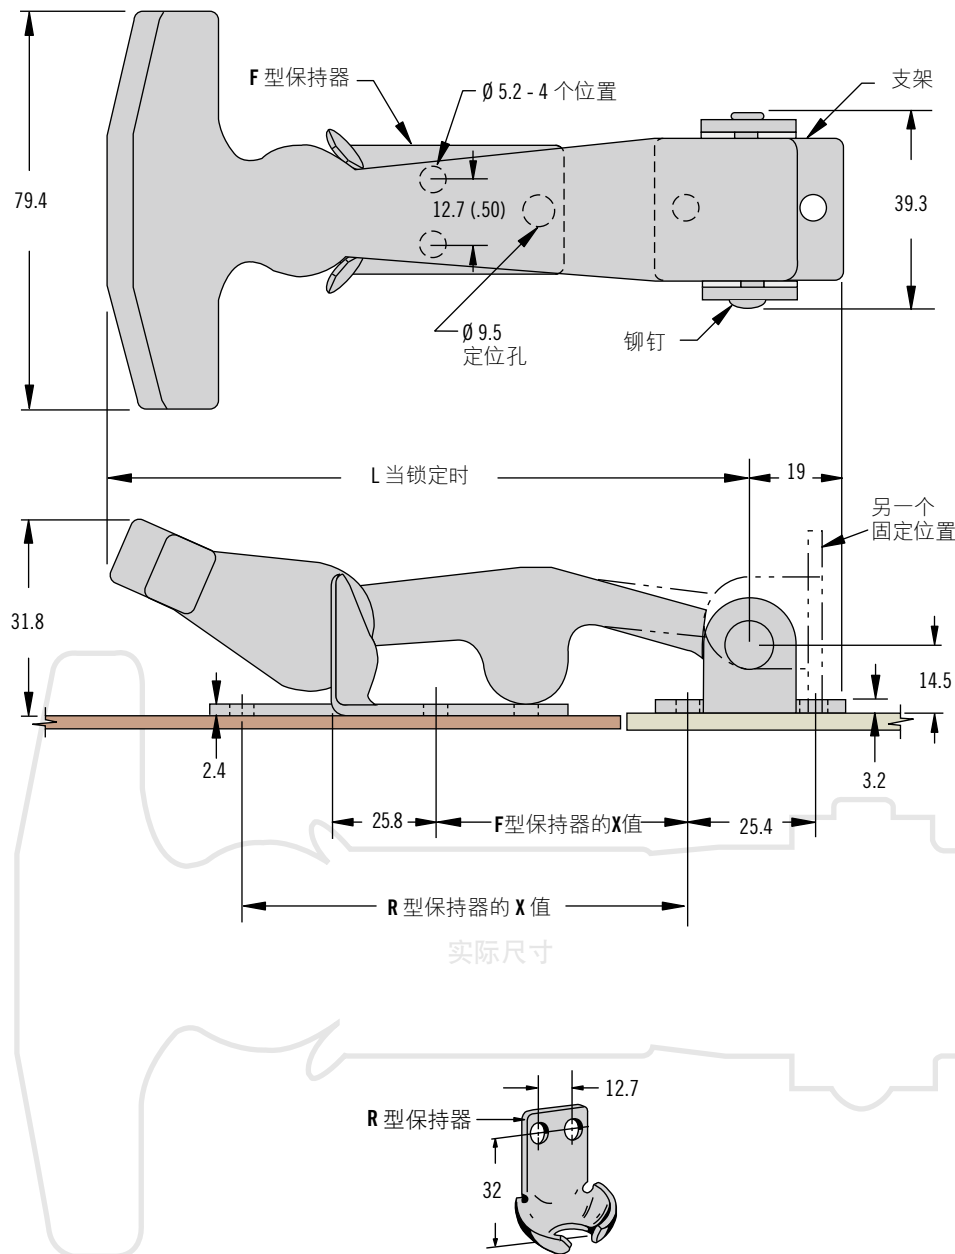 F 型保持器
Ø 5.2 - 4 个位置
支架
79.4
12.7 (.50)
39.3
Ø 9.5
定位孔
铆钉
L 当锁定时
19
另一个
固定位置
31.8
14.5
2.4
3.2
25.8
F型保持器的X值
25.4
R 型保持器的 X 值
实际尺寸
12.7
R 型保持器
32